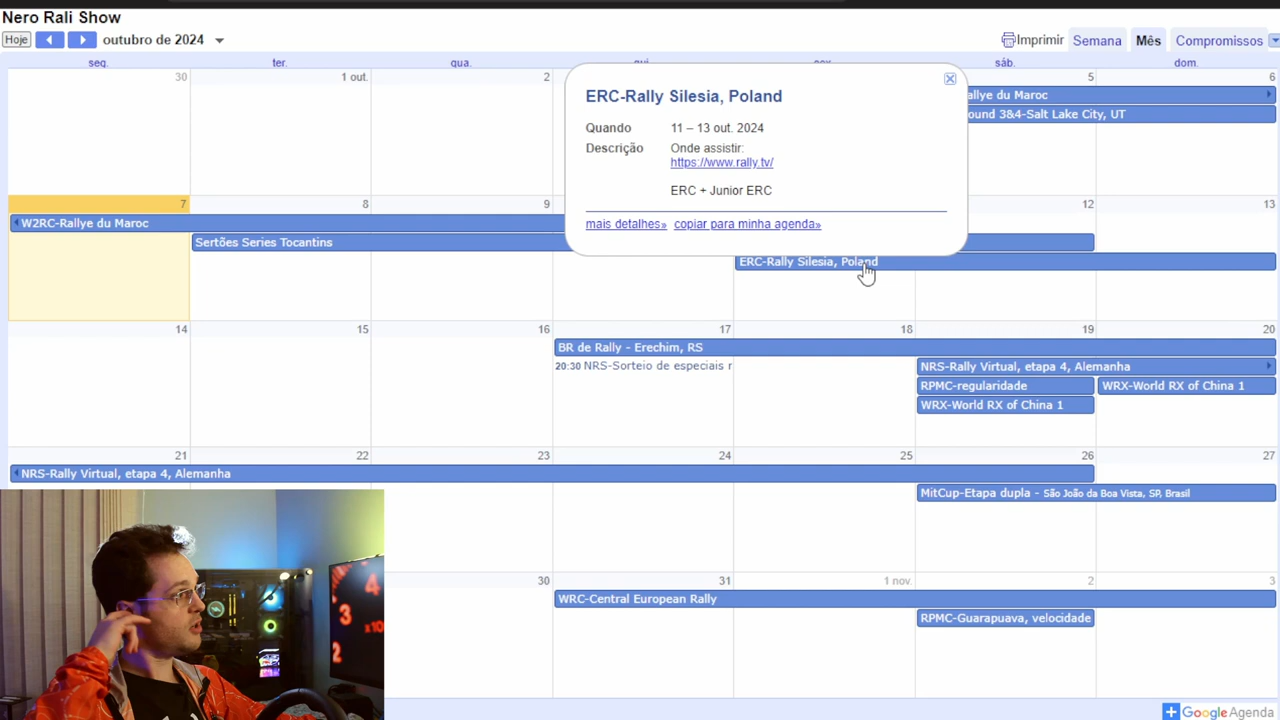 Nero Rali Show
Hoje
outubro de 2024
Imprimir
Semana
Mês
Compromissos
seg.
ter.
qua.
sáb.
dom.
30
1 out.
2
5
6
allye du Maroc
ound 3&4-Salt Lake City, UT
ERC-Rally Silesia, Poland
Quando
11 – 13 out. 2024
Descrição
Onde assistir:
https://www.rally.tv/
ERC + Junior ERC
mais detalhes»
copiar para minha agenda»
7
8
9
12
13
W2RC-Rallye du Maroc
Sertões Series Tocantins
ERC-Rally Silesia, Poland
14
15
16
17
18
19
20
BR de Rally - Erechim, RS
20:30 NRS-Sorteio de especiais r
NRS-Rally Virtual, etapa 4, Alemanha
RPMC-regularidade
WRX-World RX of China 1
WRX-World RX of China 1
21
22
23
24
25
26
27
NRS-Rally Virtual, etapa 4, Alemanha
MitCup-Etapa dupla - São João da Boa Vista, SP, Brasil
30
31
1 nov.
2
3
WRC-Central European Rally
RPMC-Guarapuava, velocidade
4
3
x10
2
Google Agenda